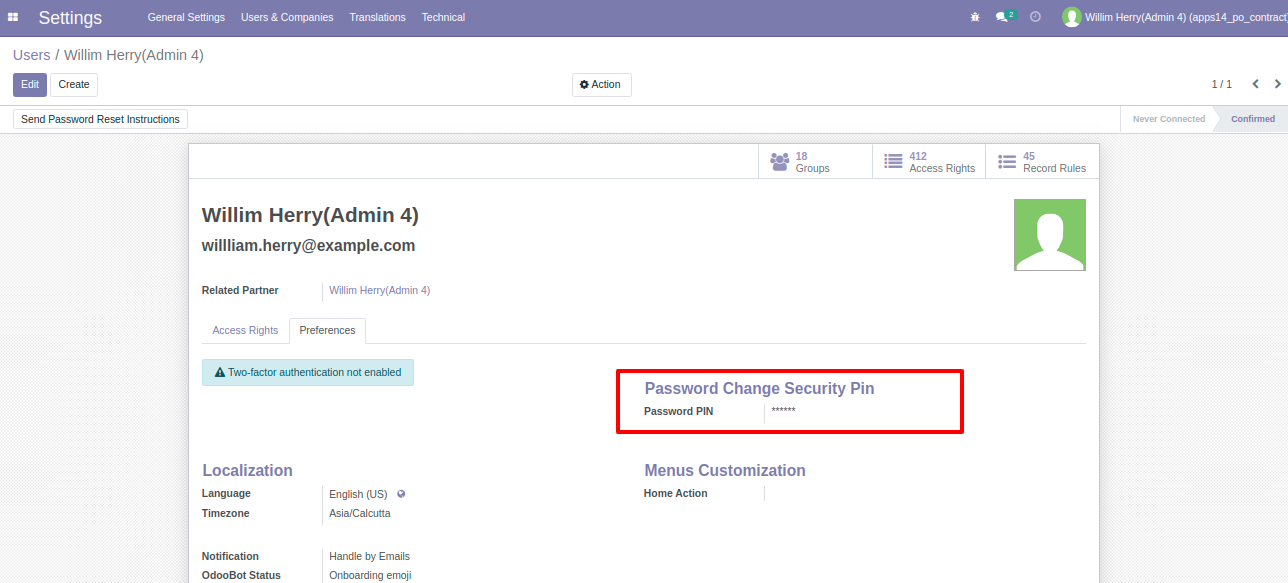 Settings General Settings Users & Companies Translations Technical 2 Willim Herry(Admin 4) (apps14_po_contract
Users / Willim Herry(Admin 4)
Edit Create Action 1 / 1
Send Password Reset Instructions Never Connected Confirmed
18 Groups 412 Access Rights 45 Record Rules
Willim Herry(Admin 4)
willliam.herry@example.com
Related Partner Willim Herry(Admin 4)
Access Rights Preferences
Two-factor authentication not enabled
Password Change Security Pin
Password PIN ******
Localization Menus Customization
Language English (US) Home Action
Timezone Asia/Calcutta
Notification Handle by Emails
OdooBot Status Onboarding emoji